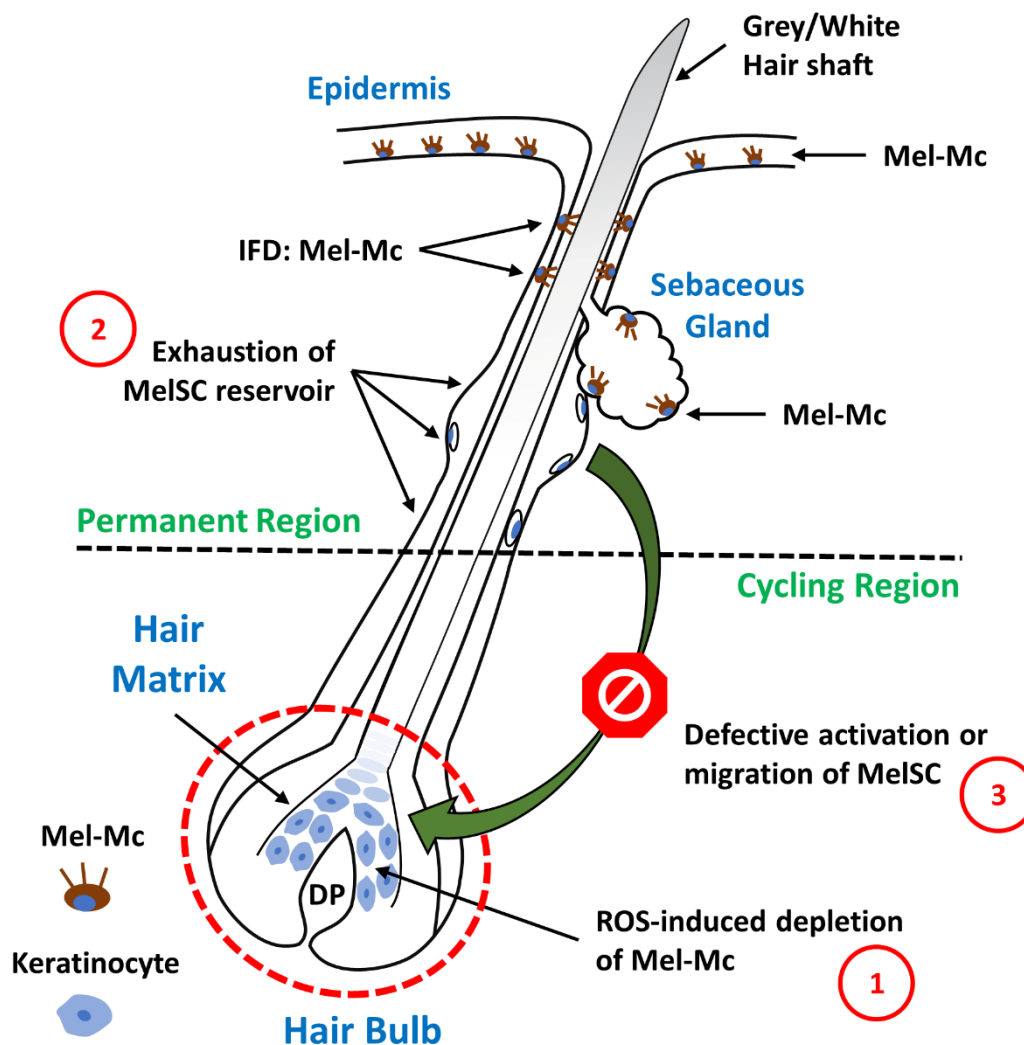 Grey/White
Hair shaft
Epidermis
Mel-Mc
IFD: Mel-Mc
Sebaceous
Gland
2
Exhaustion of
MelSC reservoir
Mel-Mc
Permanent Region
Cycling Region
Hair
Matrix
Defective activation or
migration of MelSC
3
Mel-Mc
DP
ROS-induced depletion
of Mel-Mc
1
Keratinocyte
Hair Bulb